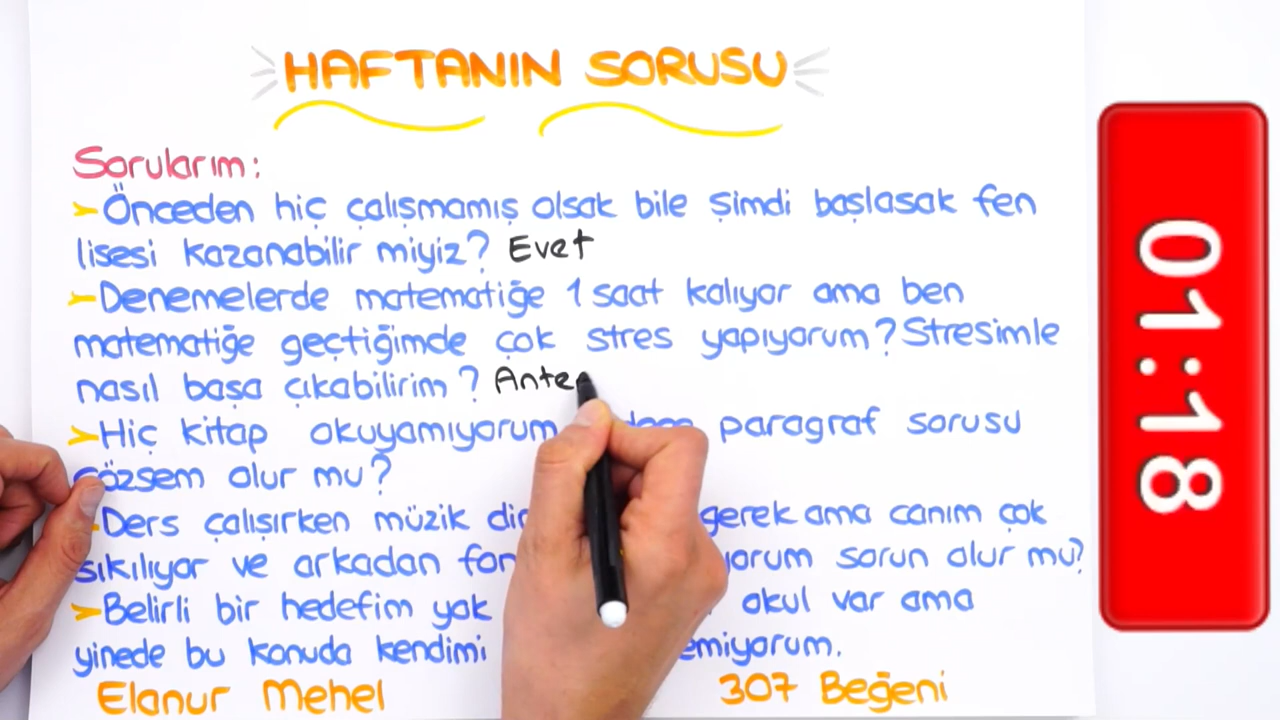 HAFTANIN SORUSU
Sorularım:
➤Önceden hiç çalışmamış olsak bile şimdi başlasak fen
lisesi kazanabilir miyiz? Evet
➤Denemelerde matematiğe 1 saat kalıyor ama ben
matematiğe geçtiğimde çok stres yapıyorum? Stresimle
nasıl başa çıkabilirim? Ante
➤Hiç kitap okuyamıyorum paragraf sorusu
çözsem olur mu?
Ders çalışırken müzik gerek ama canım çok
sıkılıyor ve arkadan sorun olur mu?
➤Belirli bir hedefim yok okul var ama
yinede bu konuda kendimi
Elanur Mehel
307 Beğeni
01:18